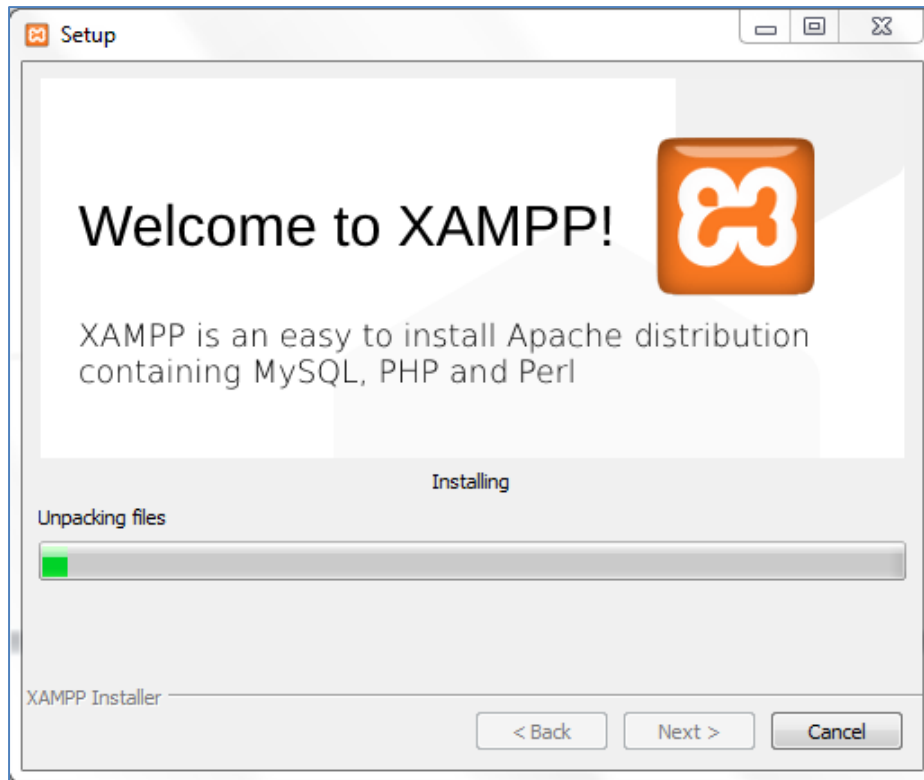 Setup
Welcome to XAMPP!
XAMPP is an easy to install Apache distribution
containing MySQL, PHP and Perl
Installing
Unpacking files
XAMPP Installer
< Back
Next >
Cancel